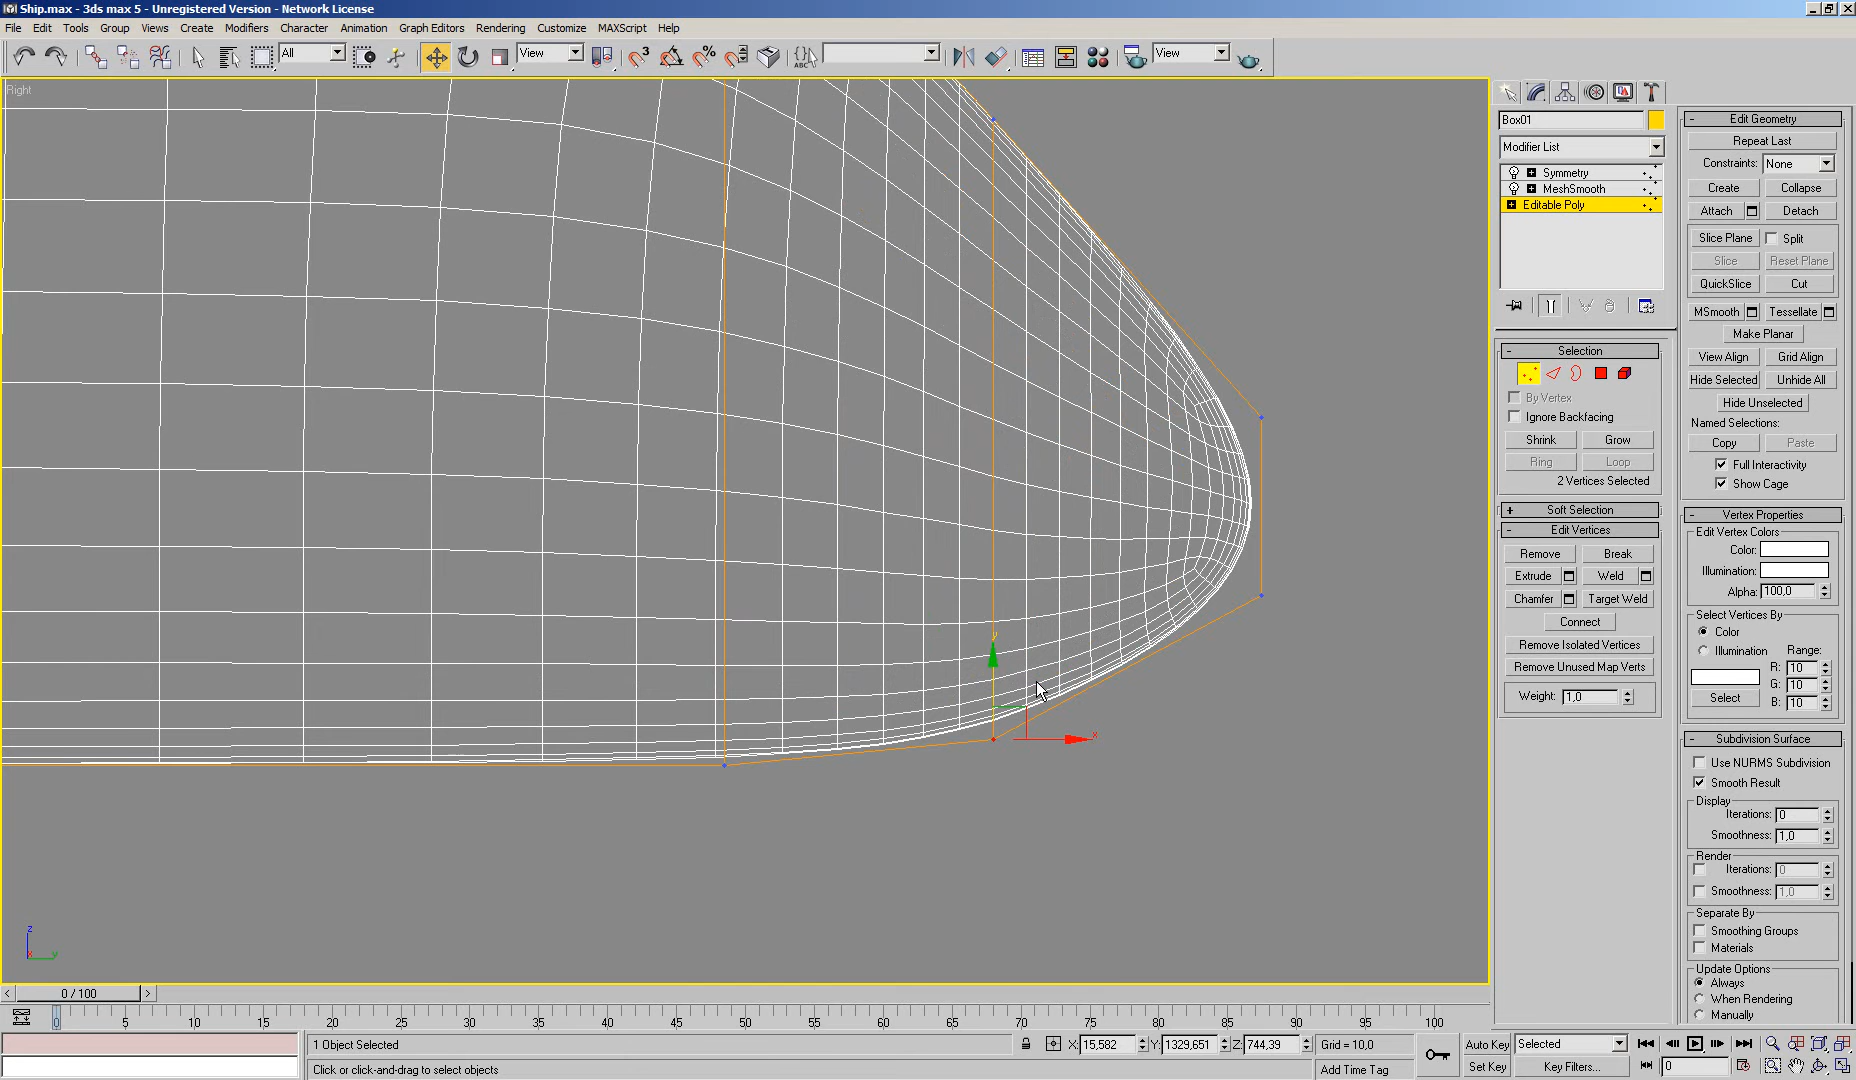 Ship.max - 3ds max 5 - Unregistered Version - Network License
File Edit Tools Group Views Create Modifiers Character Animation Graph Editors Rendering Customize MAXScript Help
All View View
Right
Box01
Modifier List
Symmetry
MeshSmooth
Editable Poly
Selection
By Vertex
Ignore Backfacing
Shrink Grow
Ring Loop
2 Vertices Selected
Soft Selection
Edit Vertices
Remove Break
Extrude Weld
Chamfer Target Weld
Connect
Remove Isolated Vertices
Remove Unused Map Verts
Weight: 1,0
Edit Geometry
Repeat Last
Constraints: None
Create Collapse
Attach Detach
Slice Plane Split
Slice Reset Plane
QuickSlice Cut
MSmooth Tessellate
Make Planar
View Align Grid Align
Hide Selected Unhide All
Hide Unselected
Named Selections:
Copy Paste
Full Interactivity
Show Cage
Vertex Properties
Edit Vertex Colors
Color:
Illumination:
Alpha: 100,0
Select Vertices By
Color
Illumination Range:
R: 10
G: 10
Select B: 10
Subdivision Surface
Use NURMS Subdivision
Smooth Result
Display
Iterations: 0
Smoothness: 1,0
Render
Iterations: 0
Smoothness: 1,0
Separate By
Smoothing Groups
Materials
Update Options
Always
When Rendering
Manually
y
x
z
x y
0 / 100
0 5 10 15 20 25 30 35 40 45 50 55 60 65 70 75 80 85 90 95 100
1 Object Selected X: 15,582 Y: 1329,651 Z: 744,39 Grid = 10,0 Auto Key Selected
Click or click-and-drag to select objects Add Time Tag Set Key Key Filters... 0